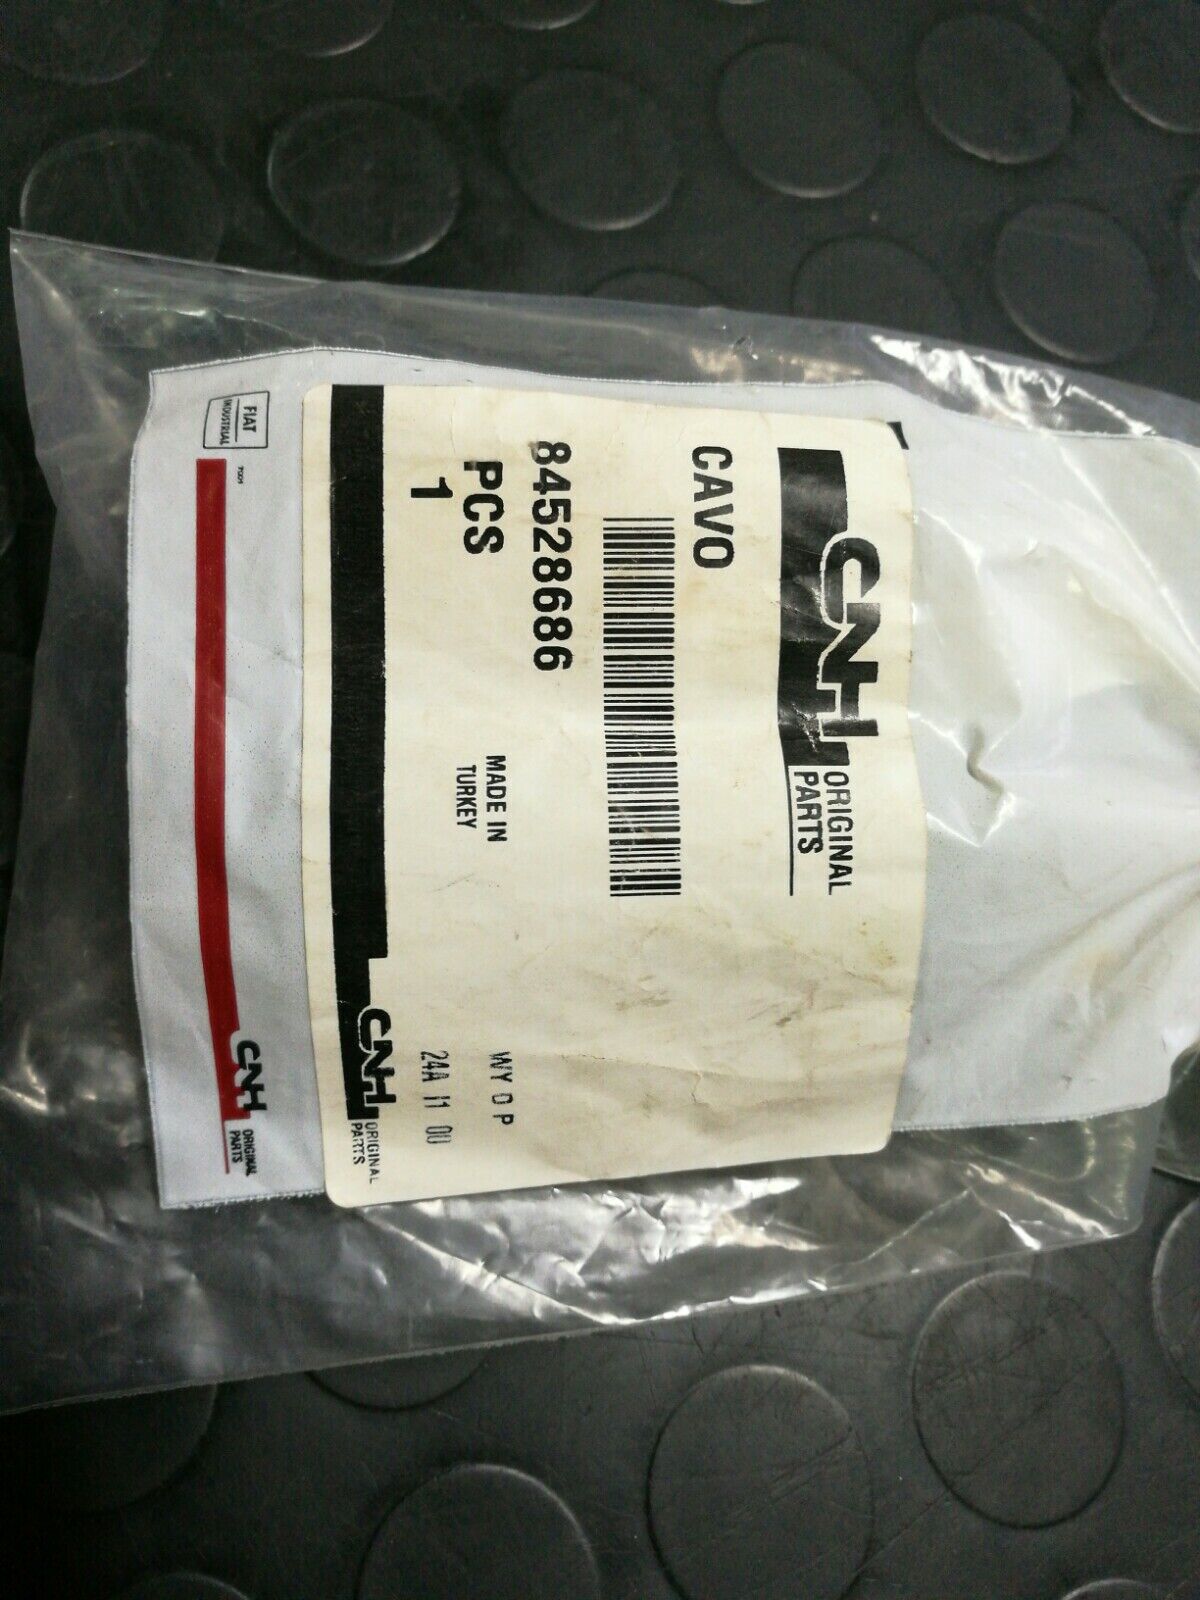 CNH
ORIGINAL
PARTS
CAVO
84528686
PCS
1
MADE IN
TURKEY
WY 0 P
24A 11 00
CNH
ORIGINAL
PARTS
FIAT
INDUSTRIAL
CNH
ORIGINAL
PARTS